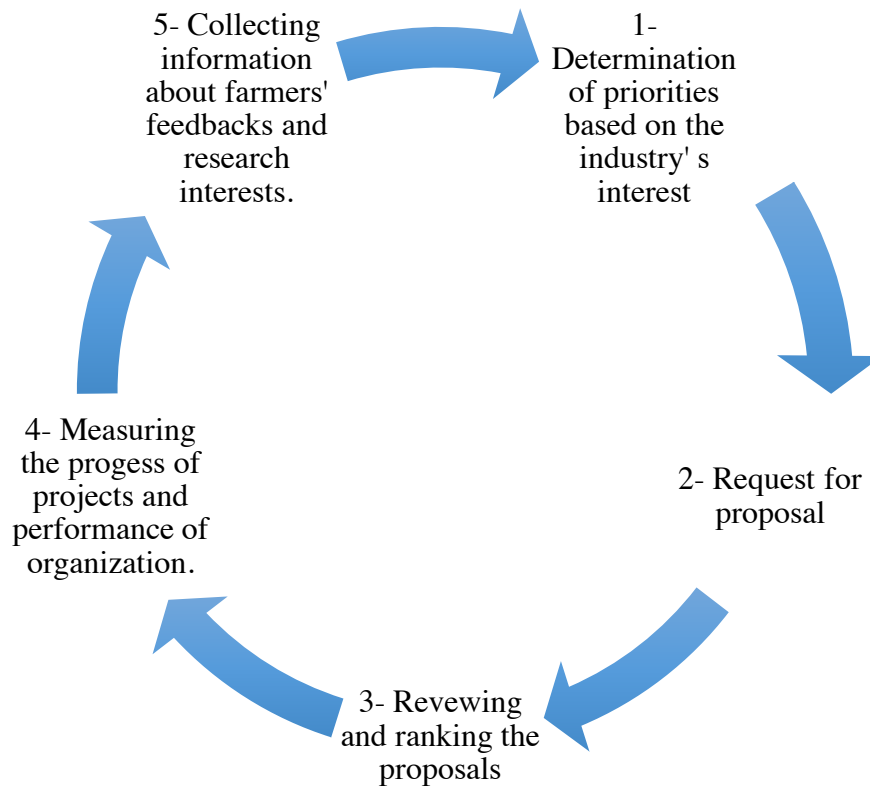 1-
Determination
of priorities
based on the
industry' s
interest
2- Request for
proposal
3- Revewing
and ranking the
proposals
4- Measuring
the progess of
projects and
performance of
organization.
5- Collecting
information
about farmers'
feedbacks and
research
interests.